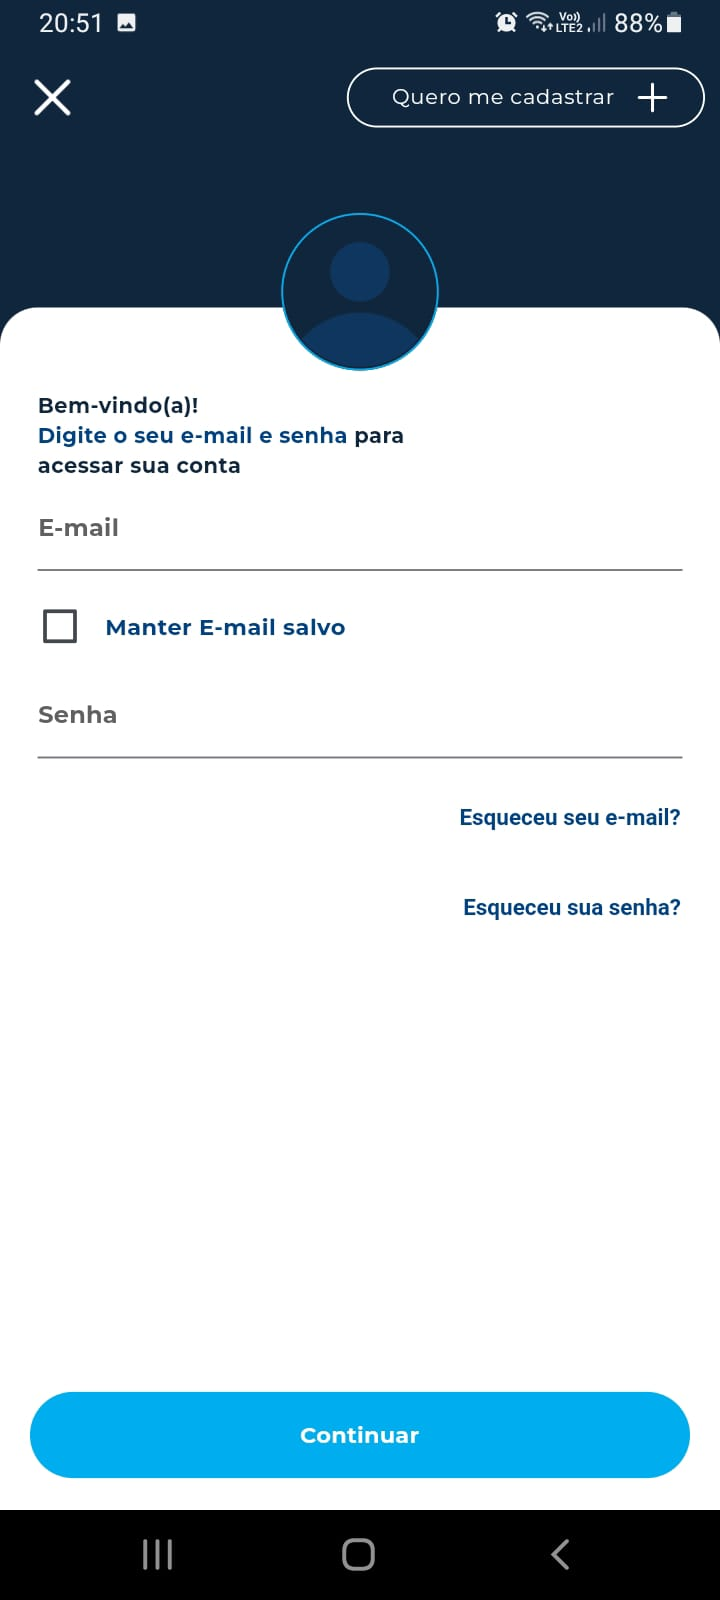 20:51
Vo))
LTE2
88%
Quero me cadastrar
Bem-vindo(a)!
Digite o seu e-mail e senha para
acessar sua conta
E-mail
Manter E-mail salvo
Senha
Esqueceu seu e-mail?
Esqueceu sua senha?
Continuar